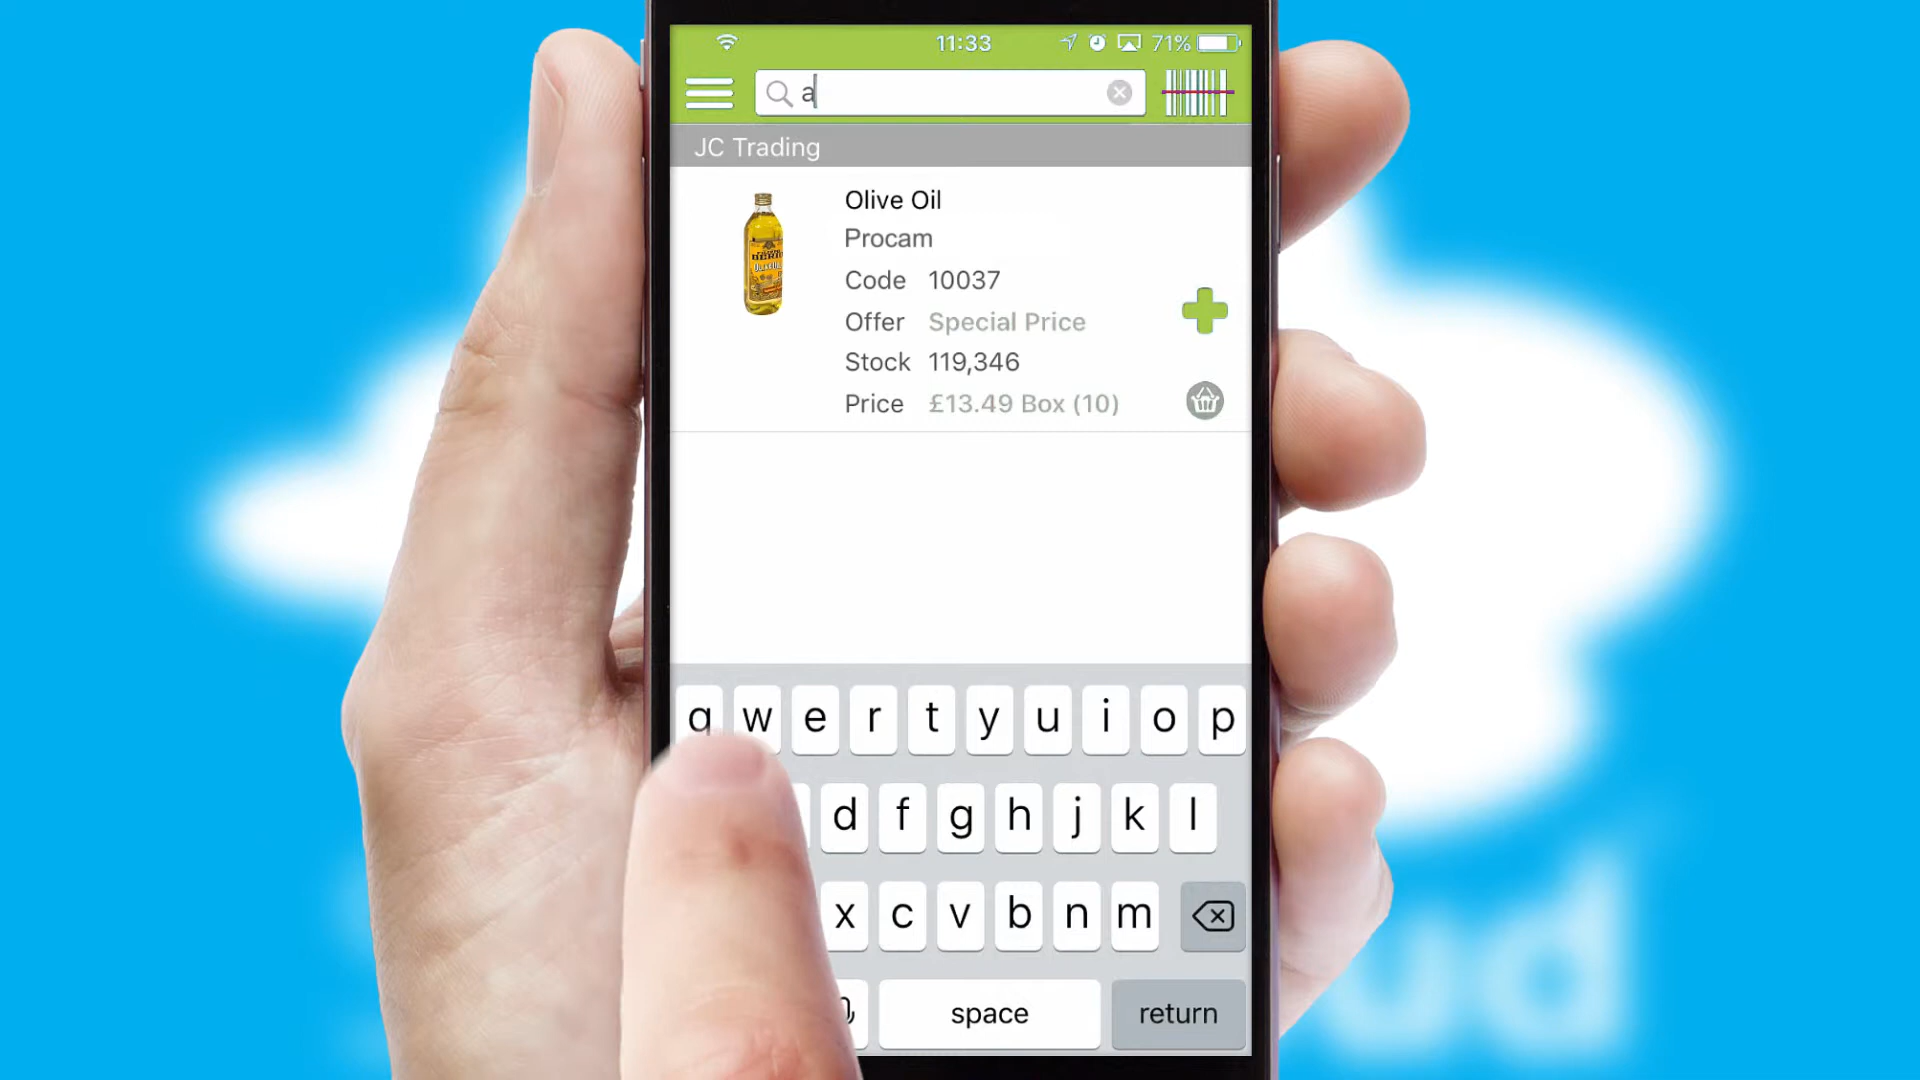 11:33 71%
a
JC Trading
Olive Oil
Procam
Code 10037
Offer Special Price
Stock 119,346
Price £13.49 Box (10)
q w e r t y u i o p
d f g h j k l
x c v b n m
space return